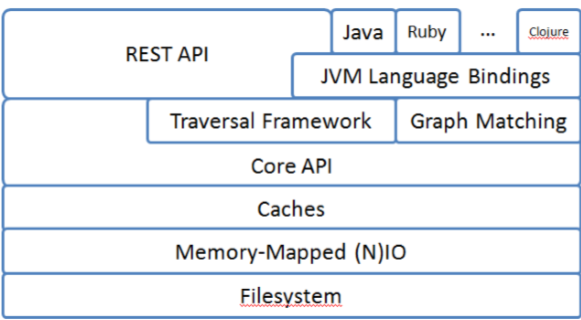 REST API
Java
Ruby
...
Clojure
JVM Language Bindings
Traversal Framework
Graph Matching
Core API
Caches
Memory-Mapped (N)IO
Filesystem